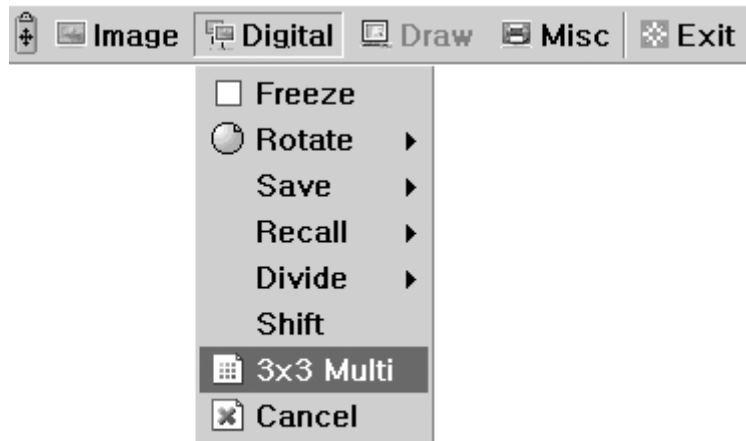 Image Digital Draw Misc Exit
Freeze
Rotate
Save
Recall
Divide
Shift
3x3 Multi
Cancel